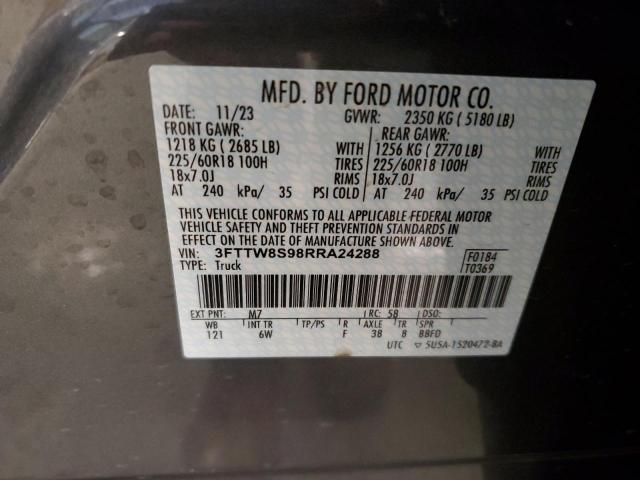 MFD. BY FORD MOTOR CO.
DATE: 11/23 GVWR: 2350 KG ( 5180 LB)
FRONT GAWR: REAR GAWR:
1218 KG ( 2685 LB) WITH 1256 KG ( 2770 LB) WITH
225/60R18 100H TIRES 225/60R18 100H TIRES
18x7.0J RIMS 18x7.0J RIMS
AT 240 kPa/ 35 PSI COLD AT 240 kPa/ 35 PSI COLD
THIS VEHICLE CONFORMS TO ALL APPLICABLE FEDERAL MOTOR
VEHICLE SAFETY AND THEFT PREVENTION STANDARDS IN
EFFECT ON THE DATE OF MANUFACTURE SHOWN ABOVE.
VIN: 3FTTW8S98RRA24288 F0184
TYPE: Truck T0369
EXT PNT: M7 RC: 58 DSO:
WB INT TR TP/PS R AXLE TR SPR
121 6W F 38 8 BBFD
UTC ▽ 5U5A-1520472-BA